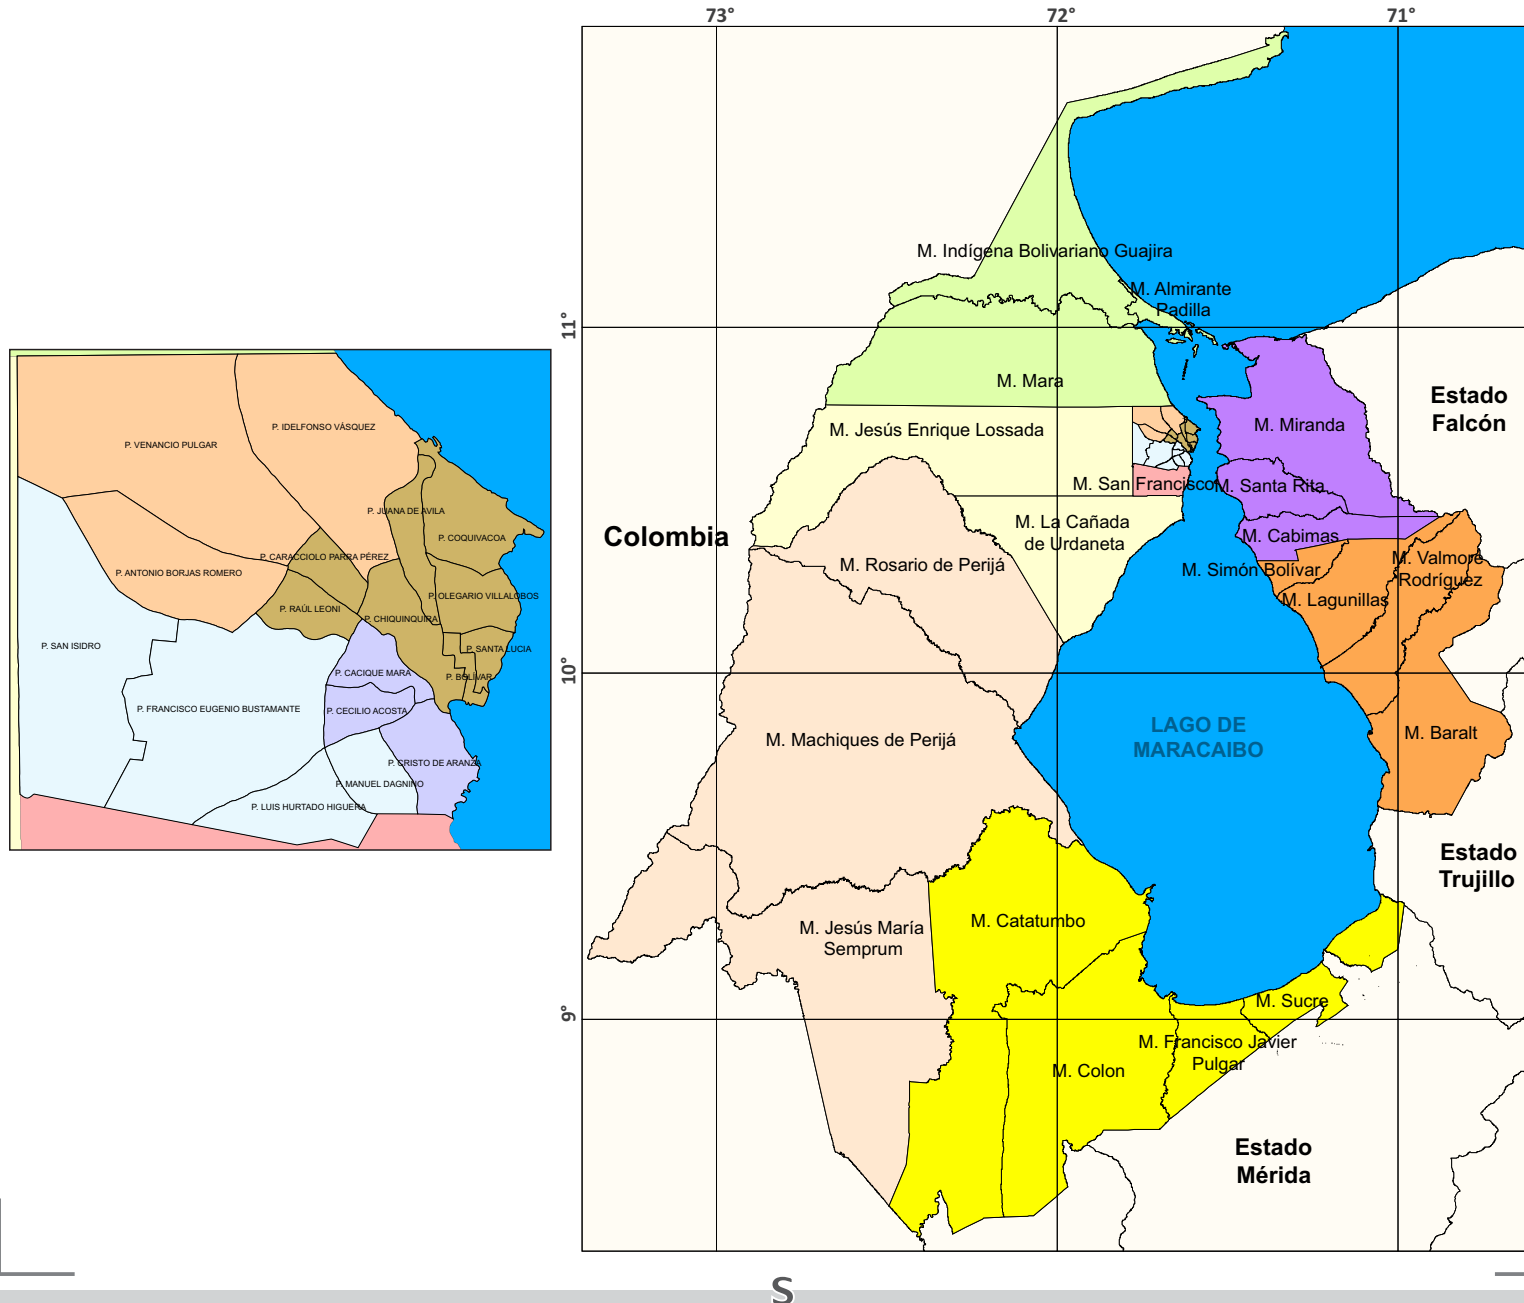 73°
72°
71°
11°
10°
9°
M. Indígena Bolivariano Guajira
M. Almirante
Padilla
M. Mara
Estado
Falcón
M. Miranda
M. Jesús Enrique Lossada
M. San Francisco
M. Santa Rita
M. La Cañada
de Urdaneta
M. Cabimas
Colombia
M. Rosario de Perijá
M. Simón Bolívar
M. Valmore
Rodríguez
M. Lagunillas
LAGO DE
MARACAIBO
M. Machiques de Perijá
M. Baralt
Estado
Trujillo
M. Jesús María
Semprum
M. Catatumbo
M. Sucre
M. Francisco Javier
Pulgar
M. Colon
Estado
Mérida
P. IDELFONSO VÁSQUEZ
P. VENANCIO PULGAR
P. JUANA DE AVILA
P. COQUIVACOA
P. CARACCIOLO PARRA PÉREZ
P. ANTONIO BORJAS ROMERO
P. OLEGARIO VILLALOBOS
P. RAÚL LEONI
P. CHIQUINQUIRA
P. SAN ISIDRO
P. SANTA LUCIA
P. CACIQUE MARA
P. BOLÍVAR
P. FRANCISCO EUGENIO BUSTAMANTE
P. CECILIO ACOSTA
P. CRISTO DE ARANZA
P. MANUEL DAGNINO
P. LUIS HURTADO HIGUERA
S